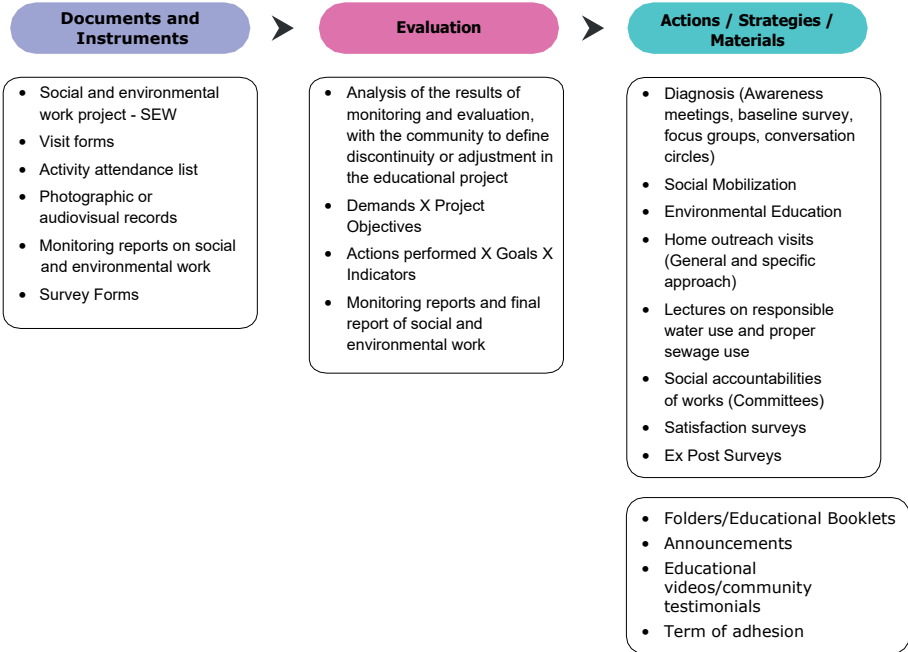 Documents and
Instruments
Social and environmental
work project - SEW
Visit forms
Activity attendance list
Photographic or
audiovisual records
Monitoring reports on social
and environmental work
Survey Forms
Evaluation
Analysis of the results of
monitoring and evaluation,
with the community to define
discontinuity or adjustment in
the educational project
Demands X Project
Objectives
Actions performed X Goals X
Indicators
Monitoring reports and final
report of social and
environmental work
Actions / Strategies /
Materials
Diagnosis (Awareness
meetings, baseline survey,
focus groups, conversation
circles)
Social Mobilization
Environmental Education
Home outreach visits
(General and specific
approach)
Lectures on responsible
water use and proper
sewage use
Social accountabilities
of works (Committees)
Satisfaction surveys
Ex Post Surveys
Folders/Educational Booklets
Announcements
Educational
videos/community
testimonials
Term of adhesion